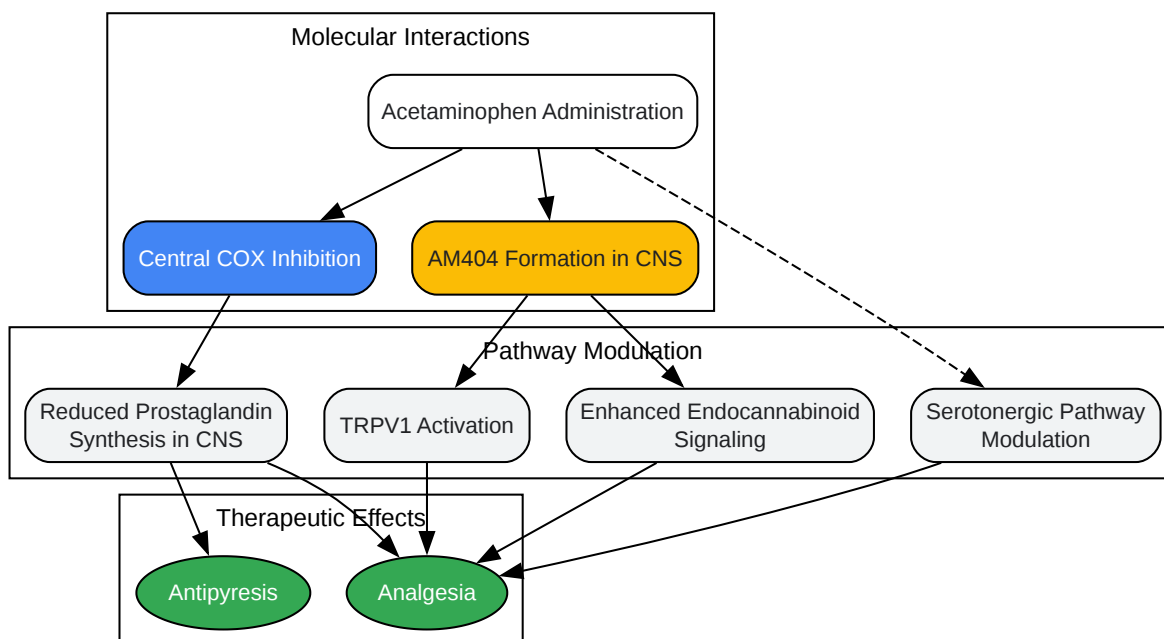 Molecular Interactions
Acetaminophen Administration
Central COX Inhibition
AM404 Formation in CNS
Pathway Modulation
Reduced Prostaglandin
Synthesis in CNS
TRPV1 Activation
Enhanced Endocannabinoid
Signaling
Serotonergic Pathway
Modulation
Therapeutic Effects
Antipyresis
Analgesia